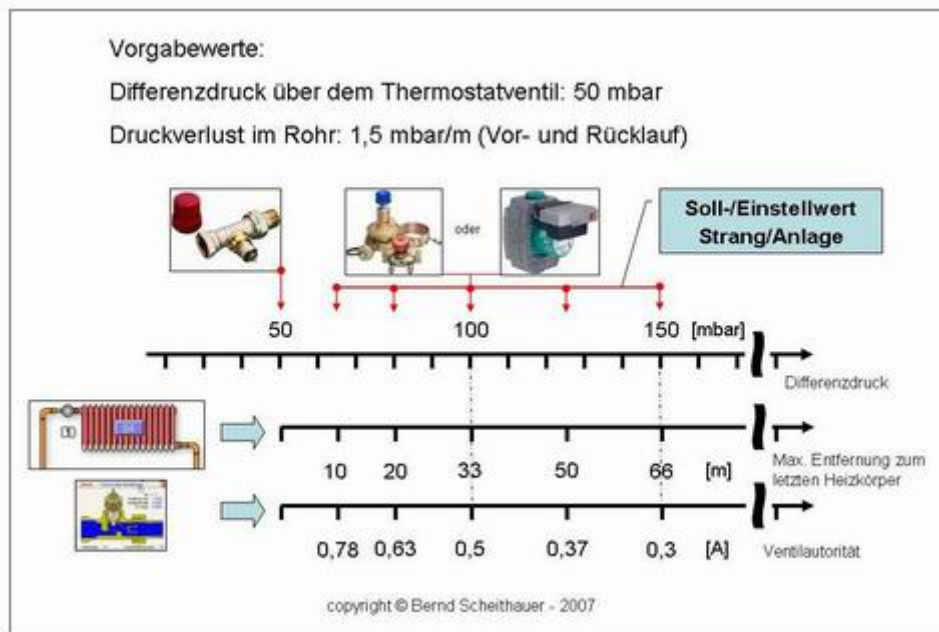 Vorgabewerte:
Differenzdruck über dem Thermostatventil: 50 mbar
Druckverlust im Rohr: 1,5 mbar/m (Vor- und Rücklauf)
oder
Soll-/Einstellwert
Strang/Anlage
50 100 150 [mbar]
Differenzdruck
1
10 20 33 50 66 [m]
Max. Entfernung zum
letzten Heizkörper
0,78 0,63 0,5 0,37 0,3 [A]
Ventilautorität
copyright © Bernd Scheithauer - 2007